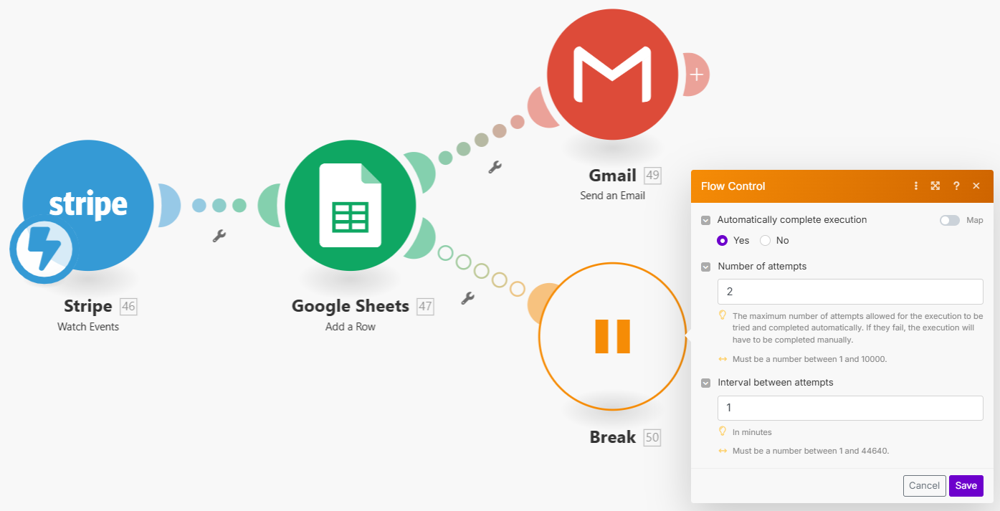 stripe
Stripe 46
Watch Events
Google Sheets 47
Add a Row
Gmail 49
Send an Email
Break 50
Flow Control
?
Automatically complete execution
Map
Yes
No
Number of attempts
2
The maximum number of attempts allowed for the execution to be
tried and completed automatically. If they fail, the execution will
have to be completed manually.
Must be a number between 1 and 10000.
Interval between attempts
1
In minutes
Must be a number between 1 and 44640.
Cancel
Save